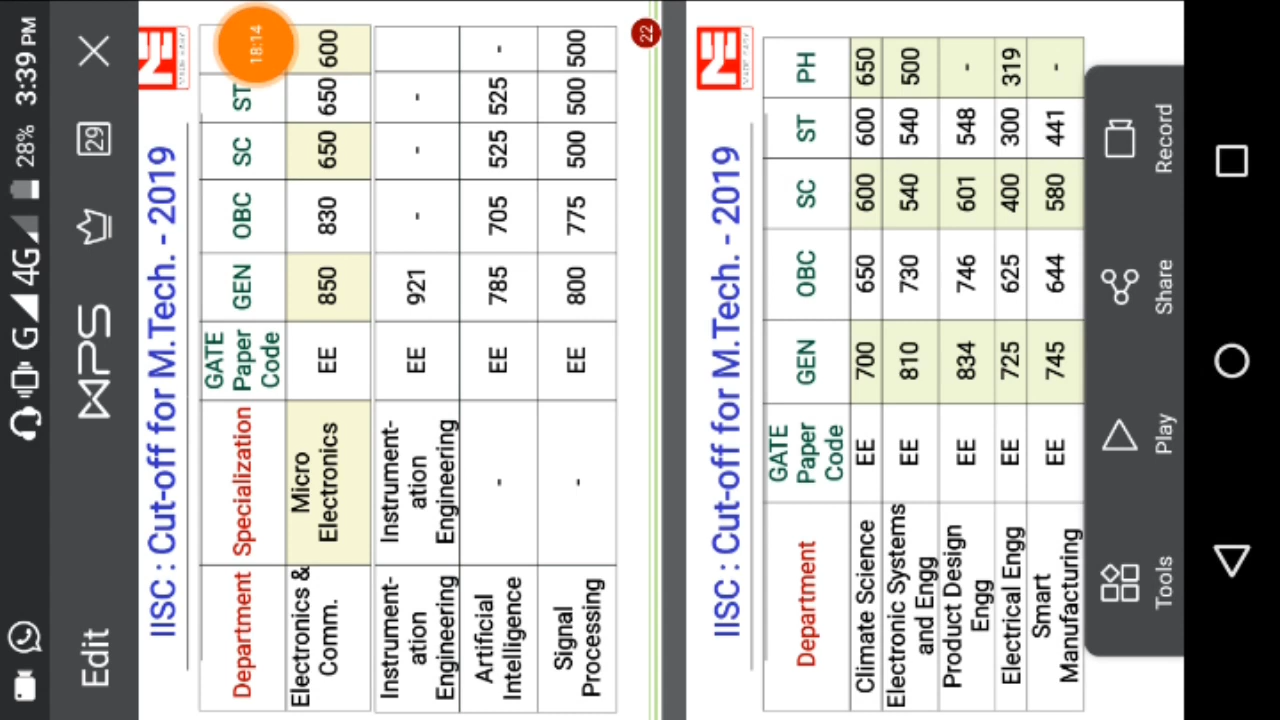 3:39 PM
28%
4G
G
Edit
WPS
29
18:14
IISC : Cut-off for M.Tech. - 2019
Department Specialization GATE Paper Code GEN OBC SC ST
Electronics & Comm. Micro Electronics EE 850 830 650 650 600
Instrument-ation Engineering Instrument-ation Engineering EE 921 - - -
Artificial Intelligence - EE 785 705 525 525 -
Signal Processing - EE 800 775 500 500 500
22
IISC : Cut-off for M.Tech. - 2019
Department GATE Paper Code GEN OBC SC ST PH
Climate Science EE 700 650 600 600 650
Electronic Systems and Engg EE 810 730 540 540 500
Product Design Engg EE 834 746 601 548 -
Electrical Engg EE 725 625 400 300 319
Smart Manufacturing EE 745 644 580 441 -
Tools
Play
Share
Record